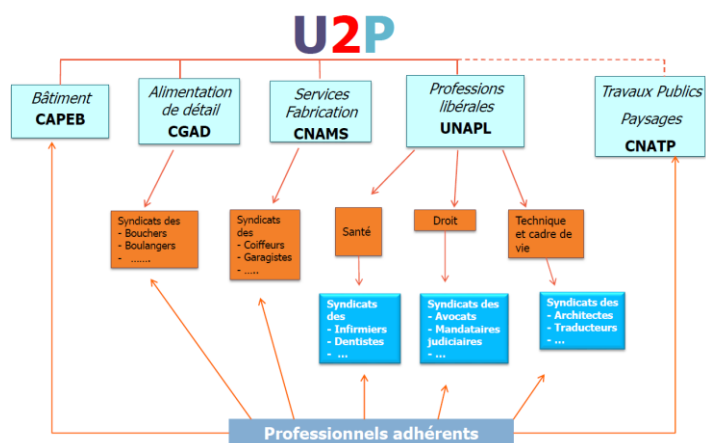 U2P
Bâtiment
CAPEB
Alimentation
de détail
CGAD
Services
Fabrication
CNAMS
Professions
libérales
UNAPL
Travaux Publics
Paysages
CNATP
Syndicats des
- Bouchers
- Boulangers
- …….
Syndicats
des
- Coiffeurs
- Garagistes
- …..
Santé
Droit
Technique
et cadre de
vie
Syndicats
des
- Infirmiers
- Dentistes
- …
Syndicats des
- Avocats
- Mandataires
judiciaires
- …
Syndicats des
- Architectes
- Traducteurs
- …
Professionnels adhérents